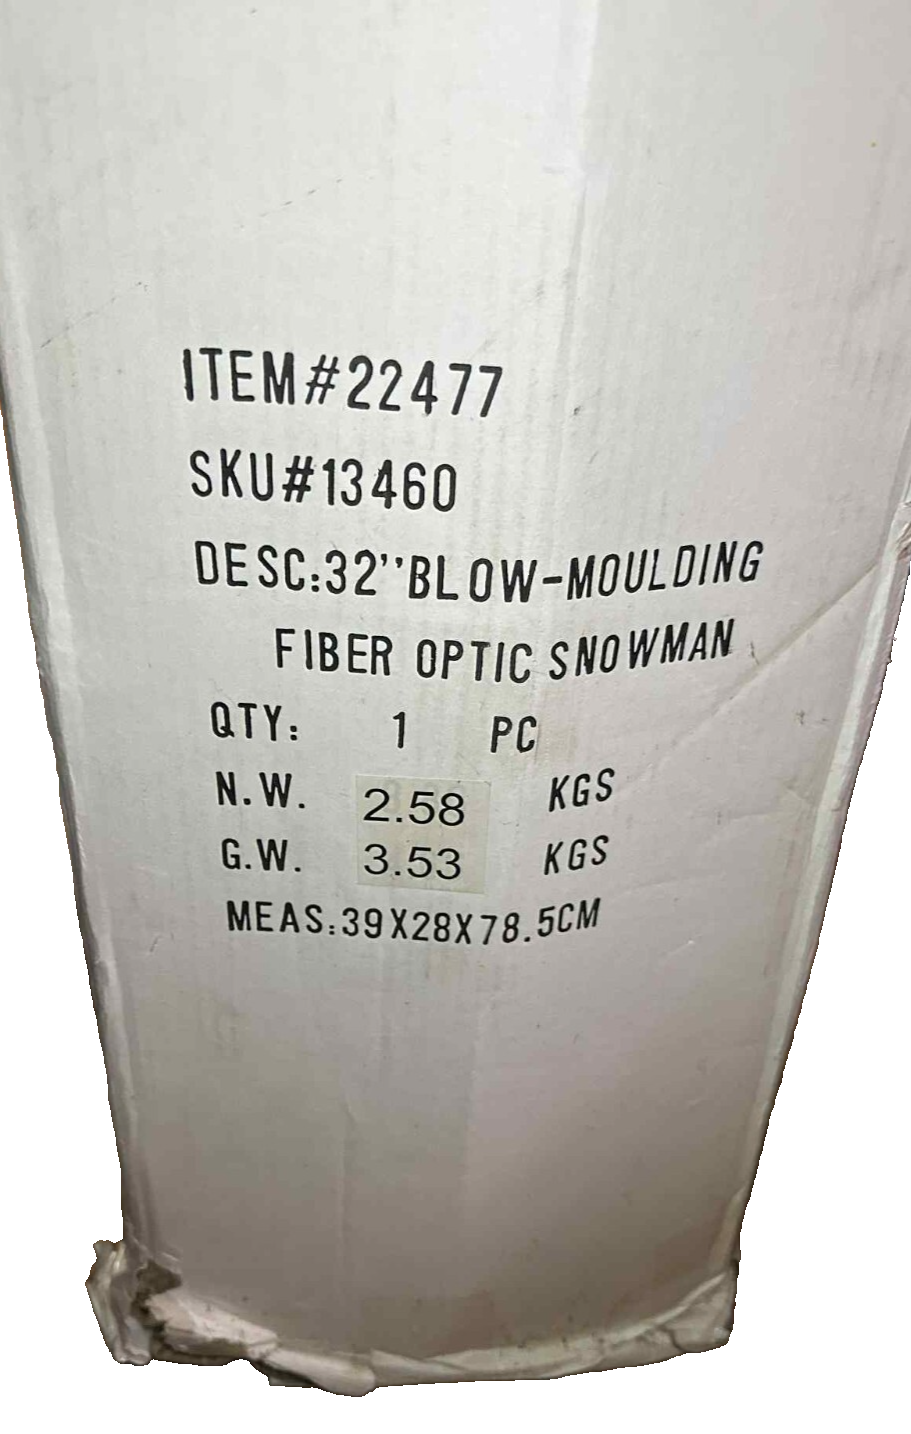 ITEM#22477
SKU#13460
DESC:32''BLOW-MOULDING
FIBER OPTIC SNOWMAN
QTY: 1 PC
N.W. 2.58 KGS
G.W. 3.53 KGS
MEAS:39X28X78.5CM